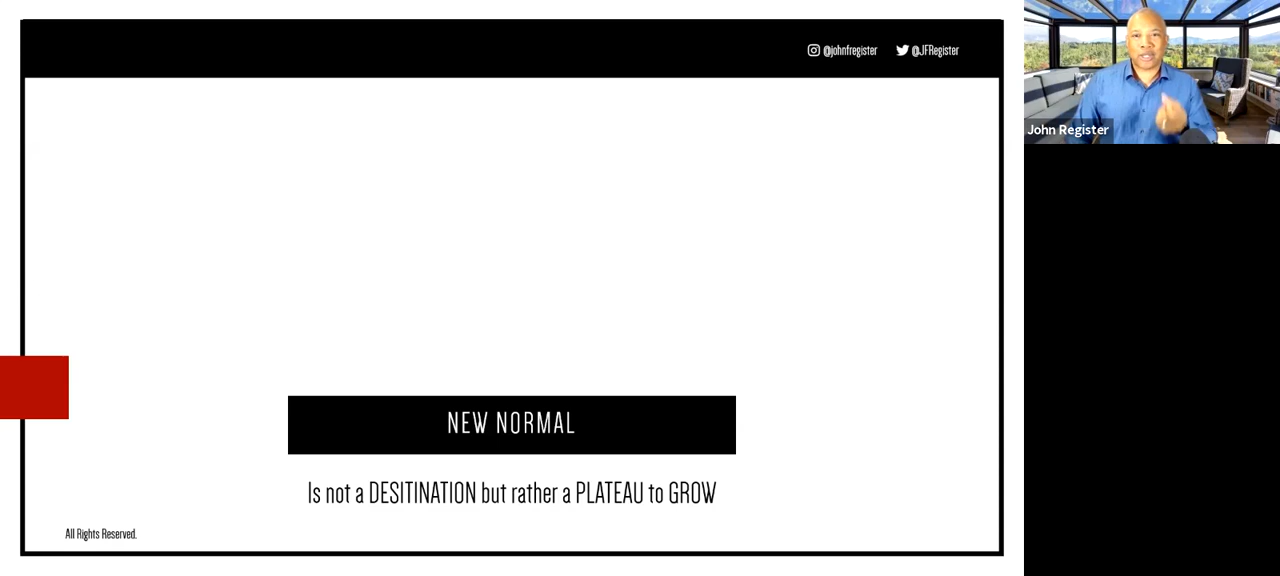 @johnfregister @JFRegister
John Register
NEW NORMAL
Is not a DESITINATION but rather a PLATEAU to GROW
All Rights Reserved.